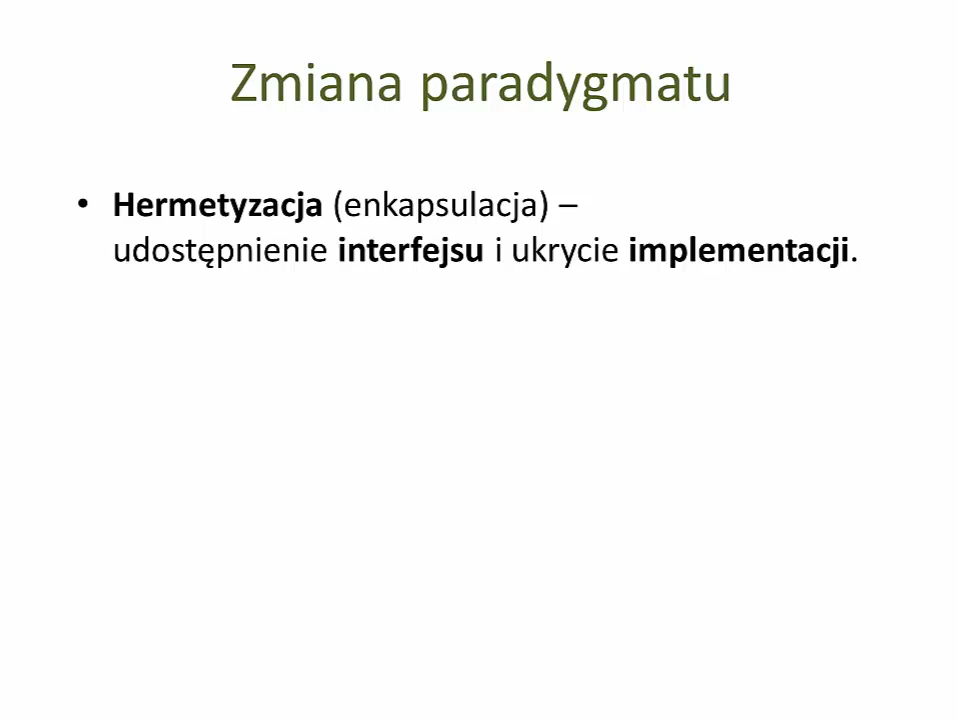 Zmiana paradygmatu
• Hermetyzacja (enkapsulacja) –
udostępnienie interfejsu i ukrycie implementacji.